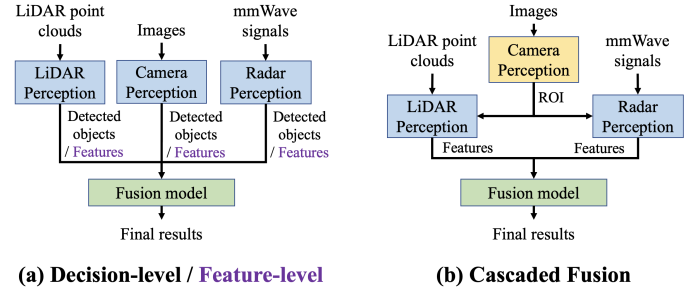 LiDAR point
clouds
Images
mmWave
signals
LiDAR
Perception
Camera
Perception
Radar
Perception
Detected
objects
/ Features
Detected
objects
/ Features
Detected
objects
/ Features
Fusion model
Final results
(a) Decision-level / Feature-level
Images
LiDAR point
clouds
Camera
Perception
mmWave
signals
ROI
LiDAR
Perception
Radar
Perception
Features
Features
Fusion model
Final results
(b) Cascaded Fusion